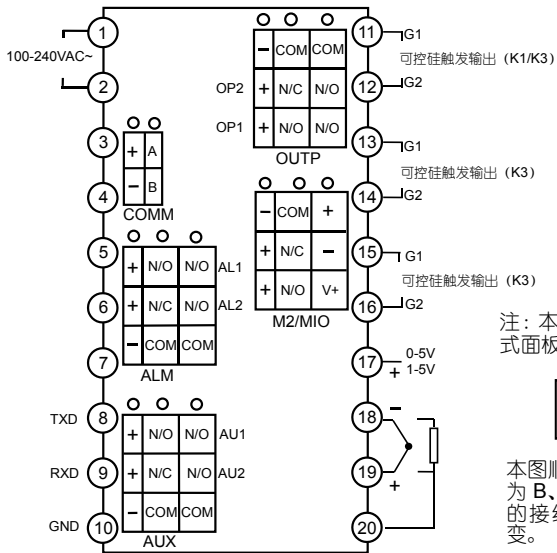 1
100-240VAC~
2
3
+ A
4
− B
COMM
5
+ N/O N/O AL1
6
+ N/C N/O AL2
− COM COM
7
ALM
TXD 8
+ N/O N/O AU1
RXD 9
+ N/C N/O AU2
− COM COM
GND 10
AUX
− COM COM
OP2 + N/C N/O
OP1 + N/O N/O
OUTP
− COM +
+ N/C −
+ N/O V+
M2/MIO
11 G1
可控硅触发输出（K1/K3）
12 G2
13 G1
可控硅触发输出（K3）
14 G2
15 G1
可控硅触发输出（K3）
16 G2
17 0-5V
+ 1-5V
18 −
19
+
20
注：本
式面板
本图顺
为 B、
的接线
变。